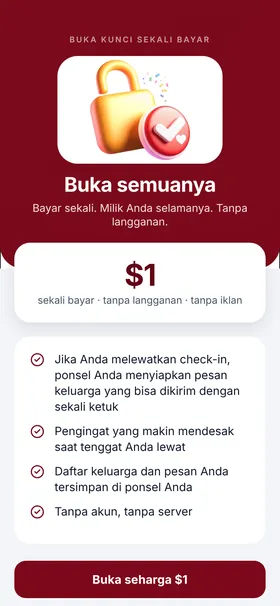 BUKA KUNCI SEKALI BAYAR
Buka semuanya
Bayar sekali. Milik Anda selamanya. Tanpa
langganan.
$1
sekali bayar · tanpa langganan · tanpa iklan
Jika Anda melewatkan check-in,
ponsel Anda menyiapkan pesan
keluarga yang bisa dikirim dengan
sekali ketuk
Pengingat yang makin mendesak
saat tenggat Anda lewat
Daftar keluarga dan pesan Anda
tersimpan di ponsel Anda
Tanpa akun, tanpa server
Buka seharga $1